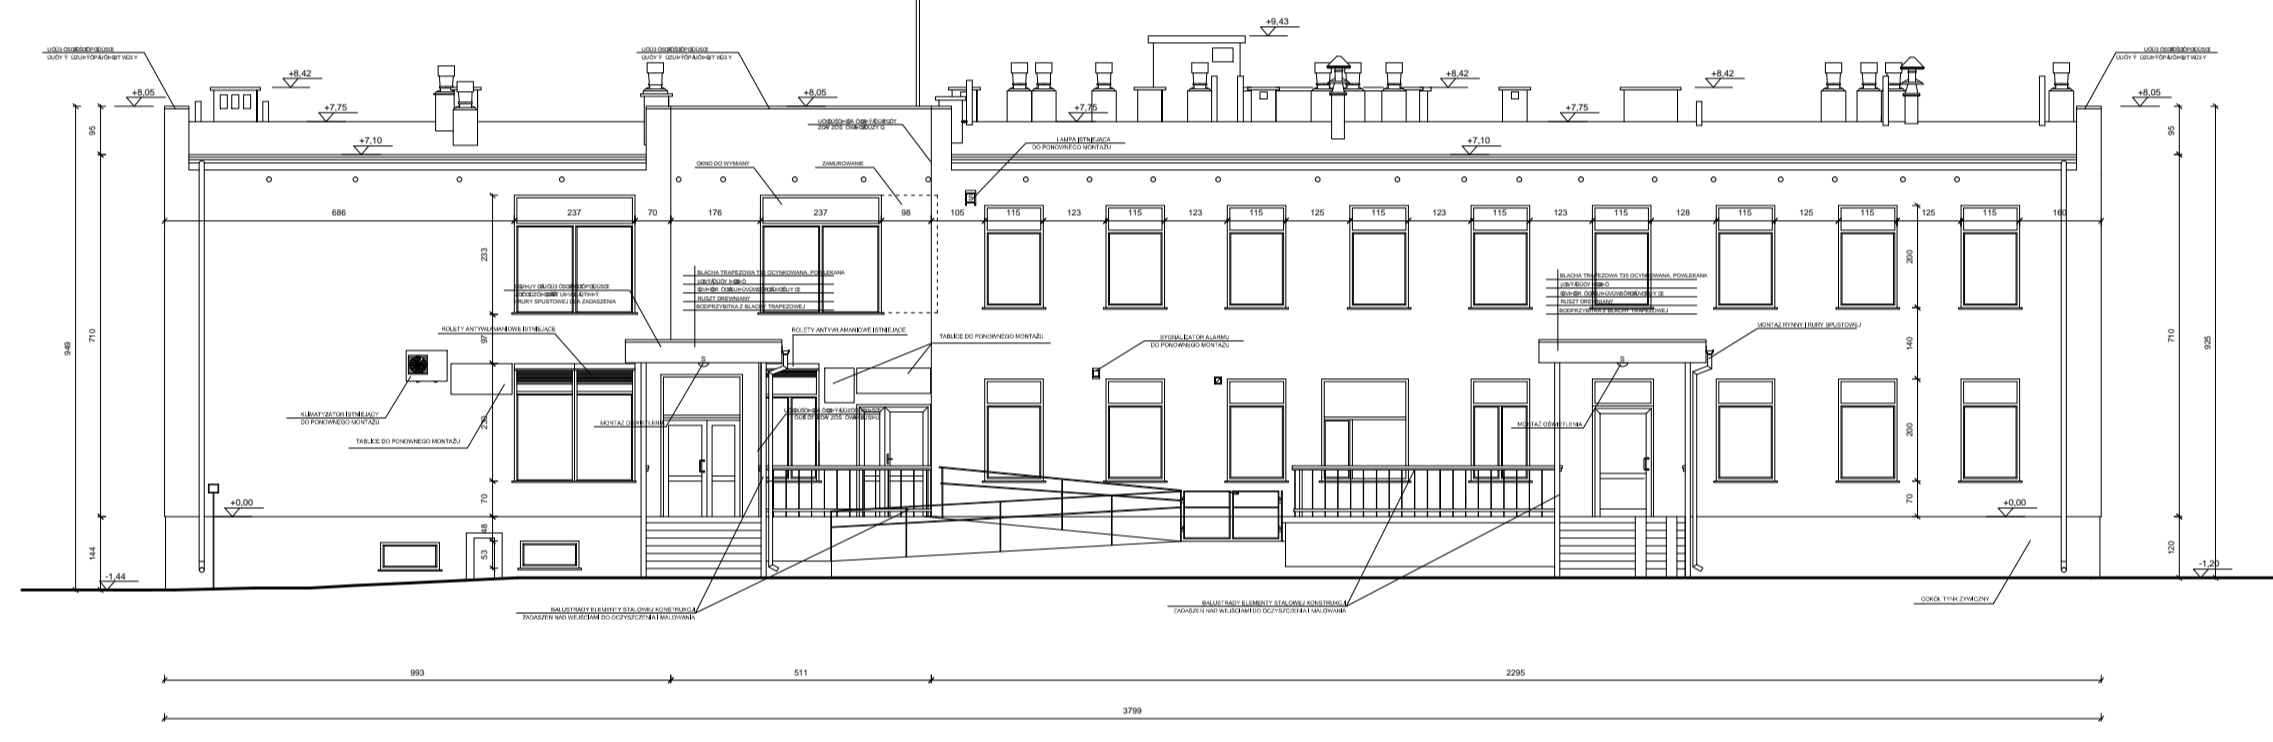 +9,43
+8,42
+8,42
+8,42
+8,05
+8,05
+8,05
+7,75
+7,75
+7,75
+7,10
+7,10
LAMPA ISTNIEJĄCA
DO PONOWNEGO MONTAŻU
OKNO DO WYMIANY
ZAMUROWANIE
95
95
686
237
70
176
237
98
105
115
123
115
123
115
125
115
123
115
123
115
128
115
125
115
125
115
160
233
200
BLACHA TRAPEZOWA T35 OCYNKOWANA, POWLEKANA
RUSZT DREWNIANY
PODPRZYBITKA Z BLACHY TRAPEZOWEJ
BLACHA TRAPEZOWA T35 OCYNKOWANA, POWLEKANA
RUSZT DREWNIANY
PODPRZYBITKA Z BLACHY TRAPEZOWEJ
I RURY SPUSTOWEJ DLA ZADASZENIA
ROLETY ANTYWŁAMANIOWE ISTNIEJĄCE
ROLETY ANTYWŁAMANIOWE ISTNIEJĄCE
TABLICE DO PONOWNEGO MONTAŻU
SYGNALIZATOR ALARMU
DO PONOWNEGO MONTAŻU
MONTAŻ RYNNY I RURY SPUSTOWEJ
949
710
97
140
710
925
KLIMATYZATOR ISTNIEJĄCY
DO PONOWNEGO MONTAŻU
TABLICE DO PONOWNEGO MONTAŻU
MONTAŻ OŚWIETLENIA
MONTAŻ OŚWIETLENIA
200
70
70
+0,00
+0,00
144
48
53
120
-1,44
-1,20
BALUSTRADY ELEMENTY STALOWEJ KONSTRUKCJI
ZADASZEŃ NAD WEJŚCIAMI DO OCZYSZCZENIA I MALOWANIA
BALUSTRADY ELEMENTY STALOWEJ KONSTRUKCJI
ZADASZEŃ NAD WEJŚCIAMI DO OCZYSZCZENIA I MALOWANIA
COKÓŁ TYNK ŻYWICZNY
993
511
2295
3799